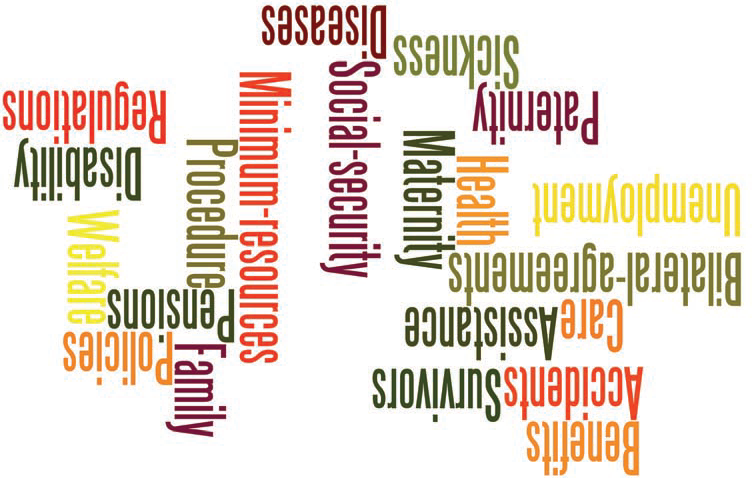 Benefits
Accidents
Survivors
Family
Policies
Care
Assistance
Pensions
Bilateral-agreements
Unemployment
Health
Maternity
Social-security
Minimum-resources
Procedure
Welfare
Disability
Paternity
Regulations
Sickness
Diseases